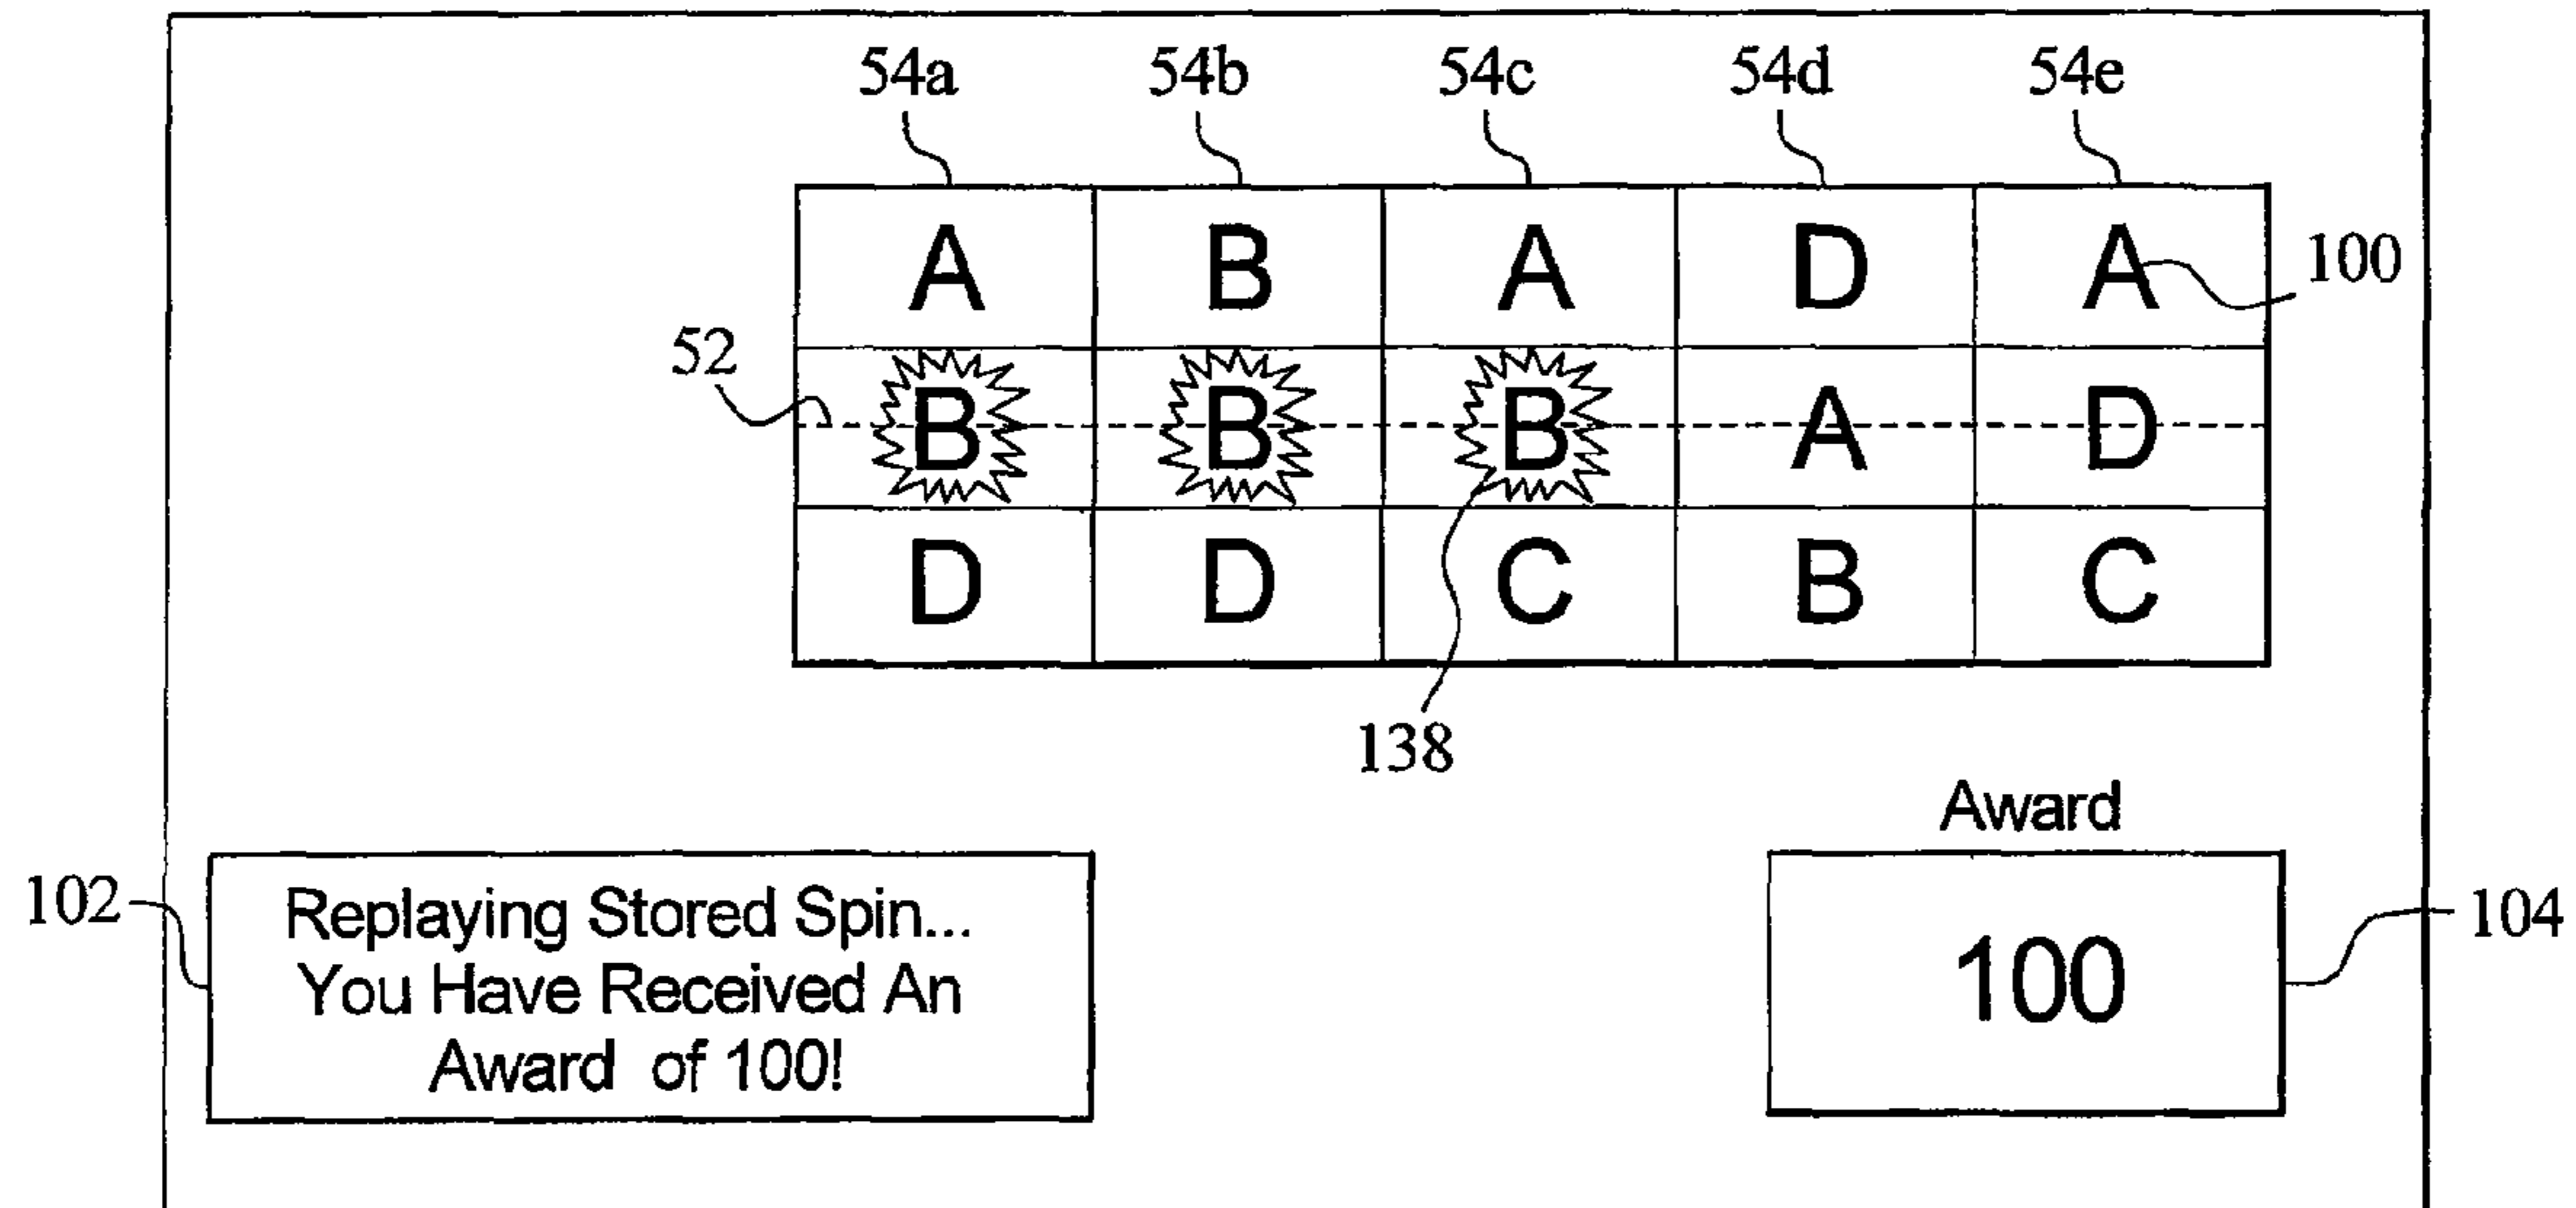 54a 54b 54c 54d 54e
A B A D A 100
52
B B B A D
D D C B C
138
Award
102 Replaying Stored Spin... 100 104
You Have Received An
Award of 100!